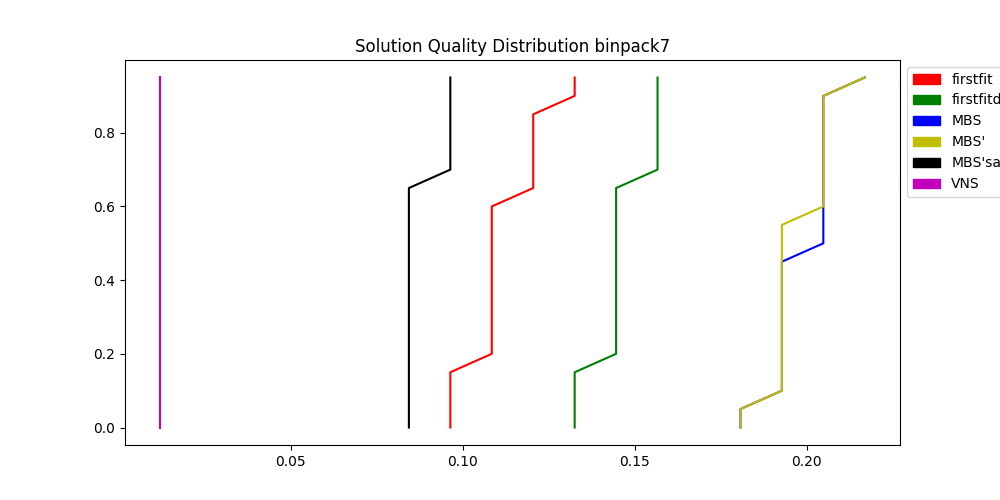 Solution Quality Distribution binpack7
firstfit
firstfitd
MBS
MBS'
MBS'sa
VNS
0.8
0.6
0.4
0.2
0.0
0.05 0.10 0.15 0.20